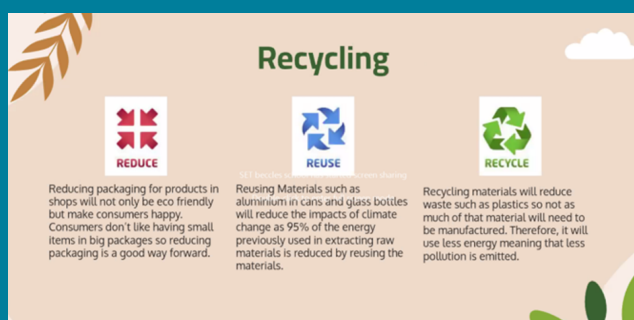 Recycling
REDUCE
Reducing packaging for products in
shops will not only be eco friendly
but make consumers happy.
Consumers don't like having small
items in big packages so reducing
packaging is a good way forward.
REUSE
screen sharing
Reusing Materials such as
aluminium in cans and glass bottles
will reduce the impacts of climate
change as 95% of the energy
previously used in extracting raw
materials is reduced by reusing the
materials.
RECYCLE
Recycling materials will reduce
waste such as plastics so not as
much of that material will need to
be manufactured. Therefore, it will
use less energy meaning that less
pollution is emitted.